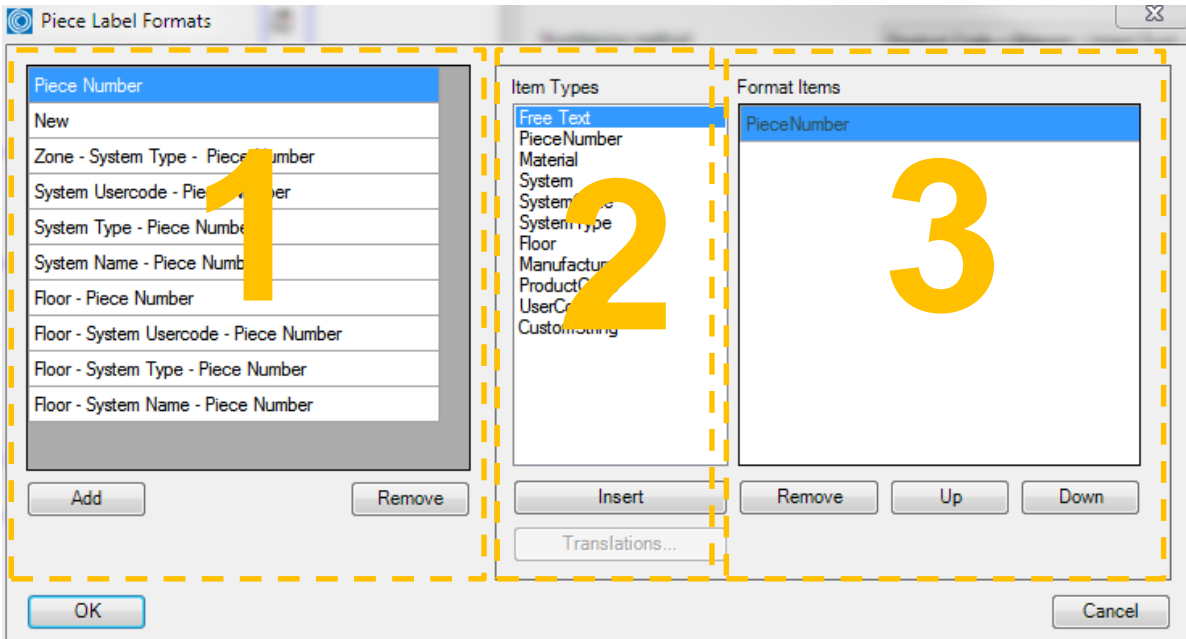 Piece Label Formats
Piece Number
New
Zone - System Type - Piece Number
System Usercode - Piece Number
System Type - Piece Number
System Name - Piece Number
Floor - Piece Number
Floor - System Usercode - Piece Number
Floor - System Type - Piece Number
Floor - System Name - Piece Number
Add
Remove
1
Item Types
Free Text
PieceNumber
Material
System
SystemType
Floor
CustomString
Insert
Translations...
2
Format Items
PieceNumber
Remove
Up
Down
3
OK
Cancel